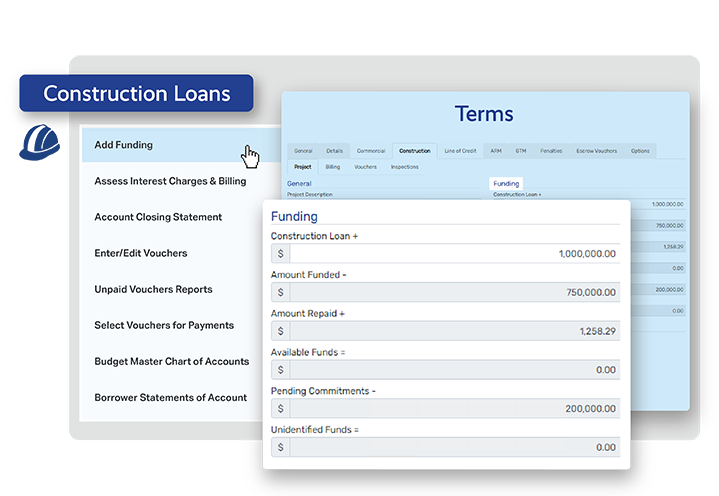 Construction Loans
Add Funding
Assess Interest Charges & Billing
Account Closing Statement
Enter/Edit Vouchers
Unpaid Vouchers Reports
Select Vouchers for Payments
Budget Master Chart of Accounts
Borrower Statements of Account
Terms
General Details Commercial Construction Line of Credit ARM GTM Penalties Escrow Vouchers Options
Project Billing Vouchers Inspections
General
Project Description
Funding
Construction Loan +
1,000,000.00
750,000.00
1,258.29
0.00
200,000.00
0.00
Funding
Construction Loan +
$ 1,000,000.00
Amount Funded -
$ 750,000.00
Amount Repaid +
$ 1,258.29
Available Funds =
$ 0.00
Pending Commitments -
$ 200,000.00
Unidentified Funds =
$ 0.00